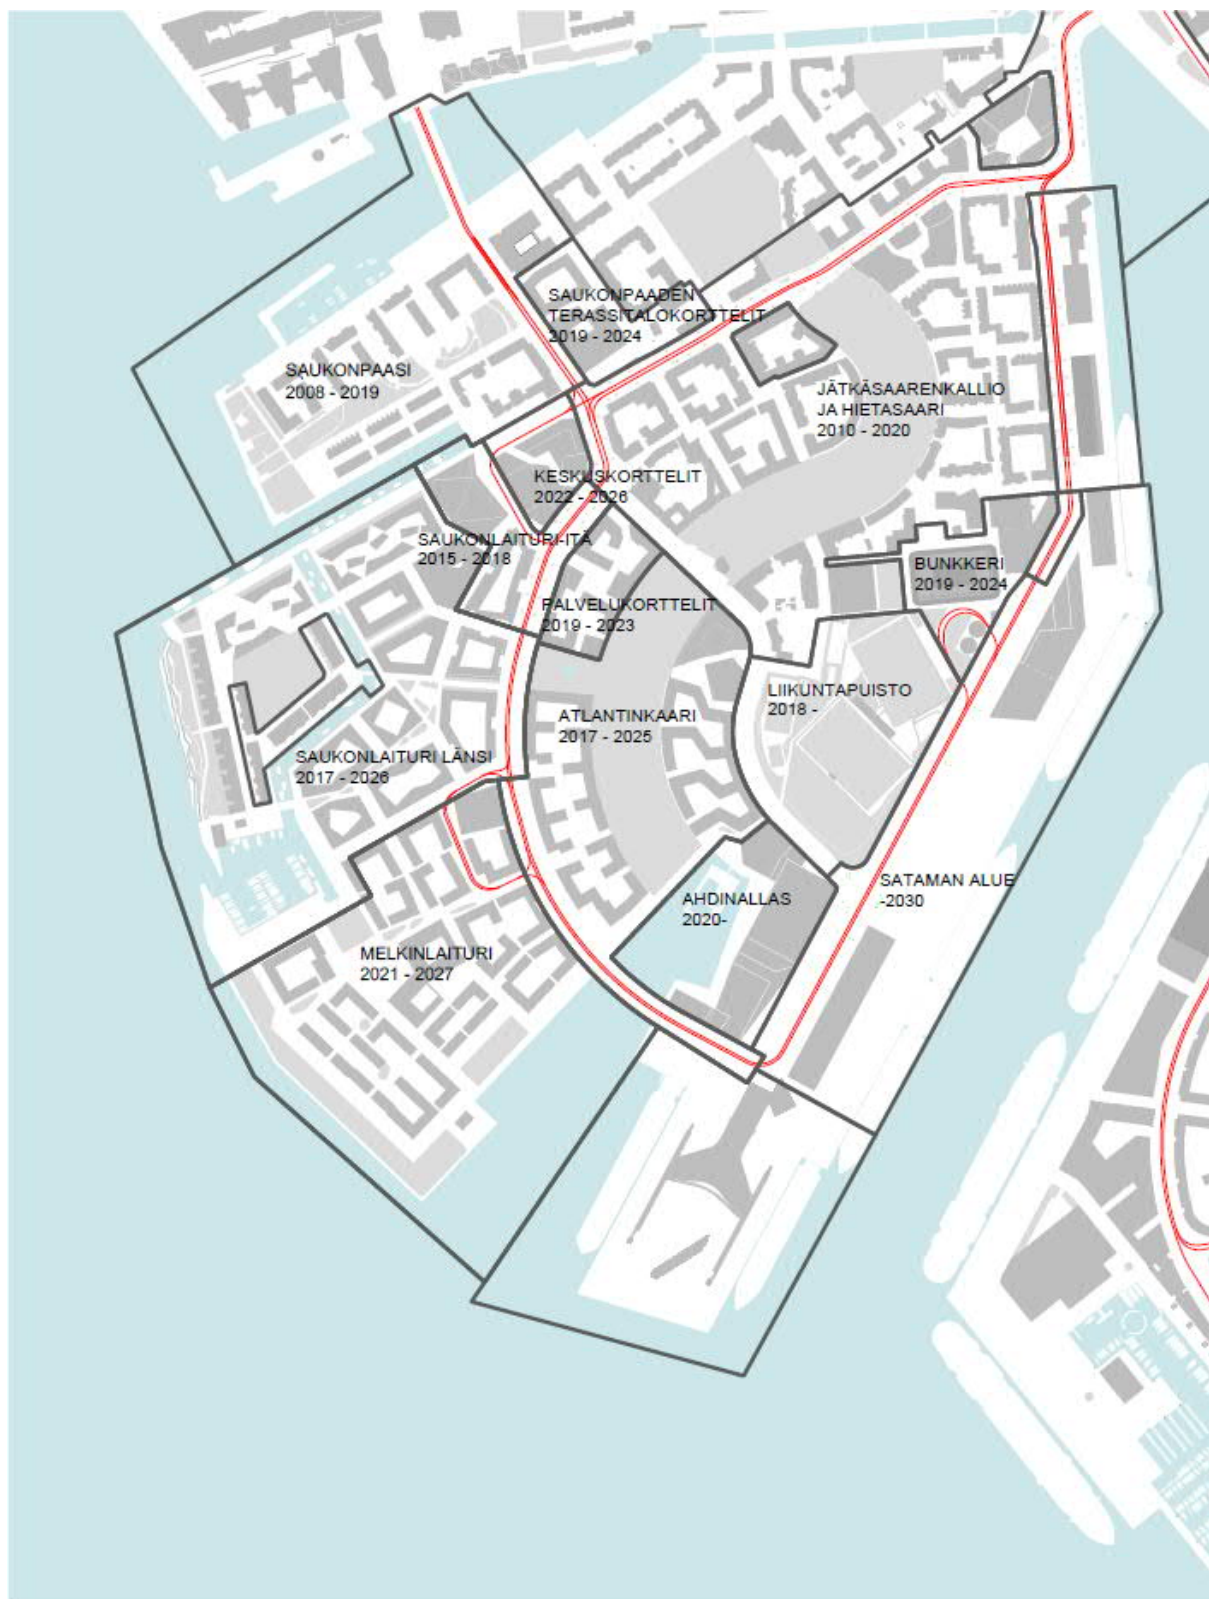 SAUKONPAADEN
TERASSITALOKORTTELIT
2019 - 2024
SAUKONPAASI
2008 - 2019
JÄTKÄSAARENKALLIO
JA HIETASAARI
2010 - 2020
KESKUSKORTTELIT
2022 - 2026
SAUKONLAITURI-ITÄ
2015 - 2018
BUNKKERI
2019 - 2024
PALVELUKORTTELIT
2019 - 2023
LIIKUNTAPUISTO
2018 -
ATLANTINKAARI
2017 - 2025
SAUKONLAITURI LÄNSI
2017 - 2026
SATAMAN ALUE
-2030
AHDINALLAS
2020-
MELKINLAITURI
2021 - 2027